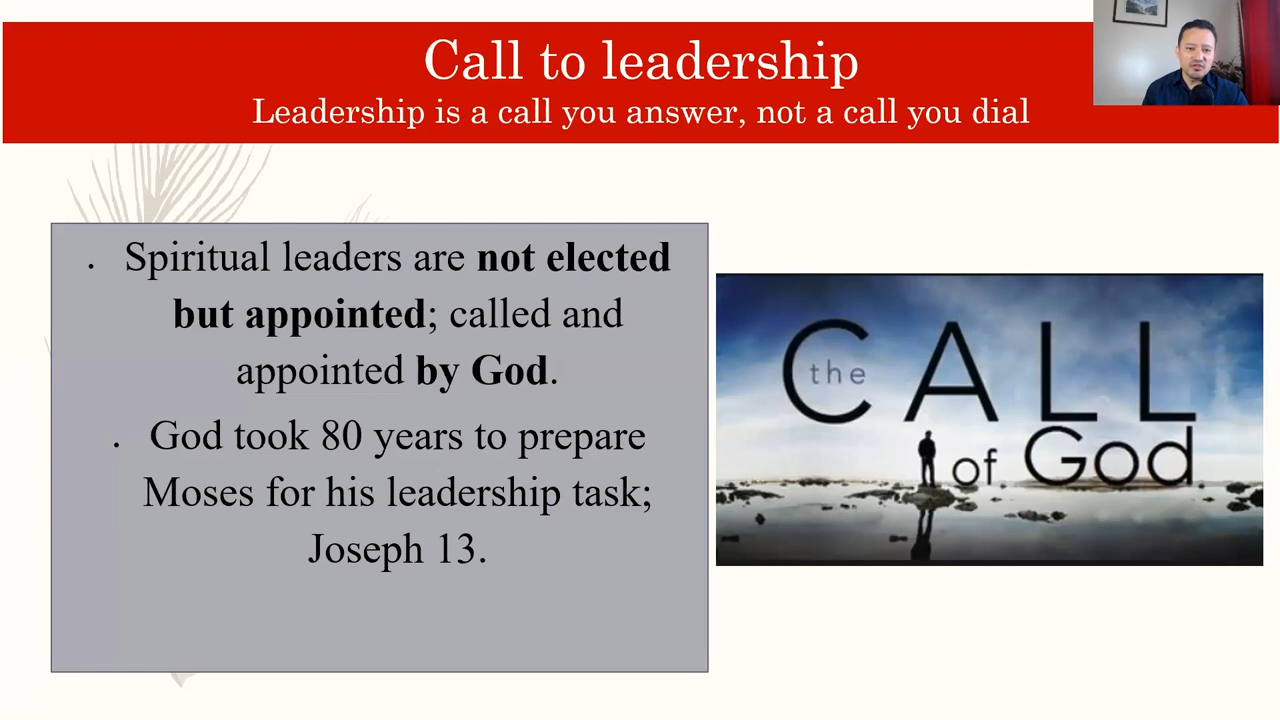 Call to leadership
Leadership is a call you answer, not a call you dial
. Spiritual leaders are not elected
but appointed; called and
appointed by God.
. God took 80 years to prepare
Moses for his leadership task;
Joseph 13.
the CALL
of God